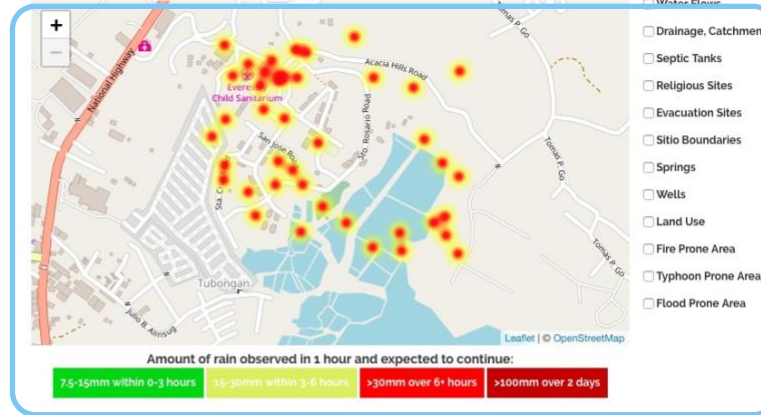 Water Flows
Drainage, Catchmen
Septic Tanks
Religious Sites
Evacuation Sites
Sitio Boundaries
Springs
Wells
Land Use
Fire Prone Area
Typhoon Prone Area
Flood Prone Area
+
−
National Highway
Acacia Hills Road
Tomas P. Go
Child Sanitarium
Sto. Rosario Road
San Jose Ro
Tomas P. Go
Sta. C
Tomas P. Go
Tubongan
Leaflet | © OpenStreetMap
Amount of rain observed in 1 hour and expected to continue:
7.5-15mm within 0-3 hours
15-30mm within 3-6 hours
>30mm over 6+ hours
>100mm over 2 days